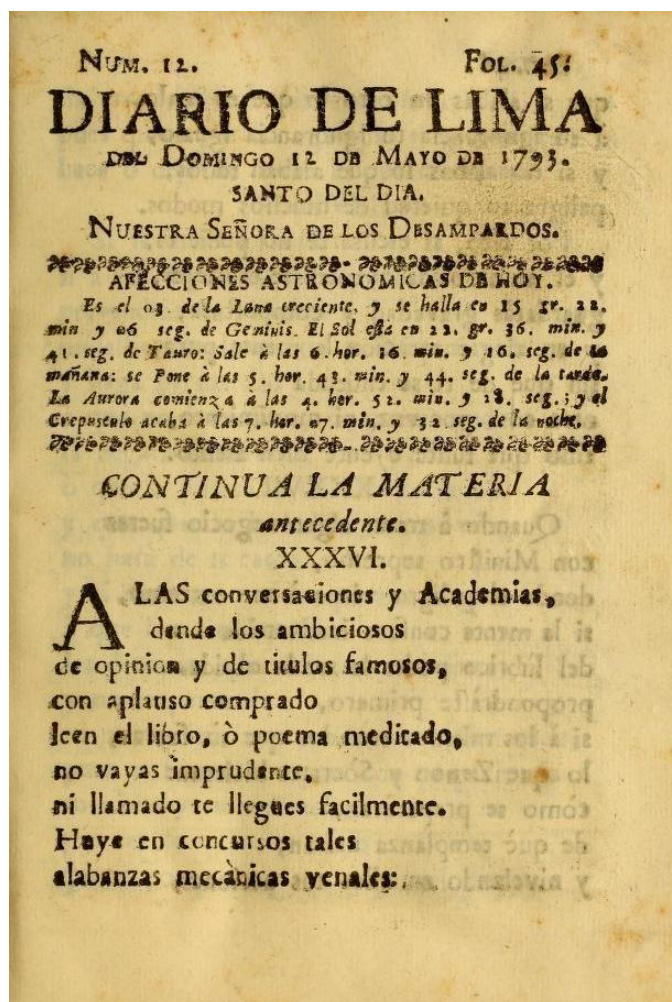 NUM. 12. FOL. 45.
DIARIO DE LIMA
DEL DOMINGO 12 DE MAYO DE 1793.
SANTO DEL DIA.
NUESTRA SEÑORA DE LOS DESAMPARDOS.
AFECCIONES ASTRONOMICAS DE HOY.
Es el 03. de la Luna creciente, y se halla en 15 gr. 22.
min y 06 seg. de Geminis. El Sol está en 22. gr. 36. min. y
41. seg. de Tauro: Sale à las 6. hor. 16. min. y 16. seg. de la
mañana: se Pone à las 5. hor. 43. min. y 44. seg. de la tarde.
La Aurora comienza à las 4. hor. 52. min. y 28. seg.; y el
Crepusculo acaba à las 7. hor. 07. min. y 32 seg. de la noche.
CONTINUA LA MATERIA
antecedente.
XXXVI.
A LAS conversaciones y Academias,
donde los ambiciosos
de opinion y de titulos famosos,
con aplauso comprado
leen el libro, ò poema meditado,
no vayas imprudente,
ni llamado te llegues facilmente.
Huye en concursos tales
alabanzas mecànicas venales: